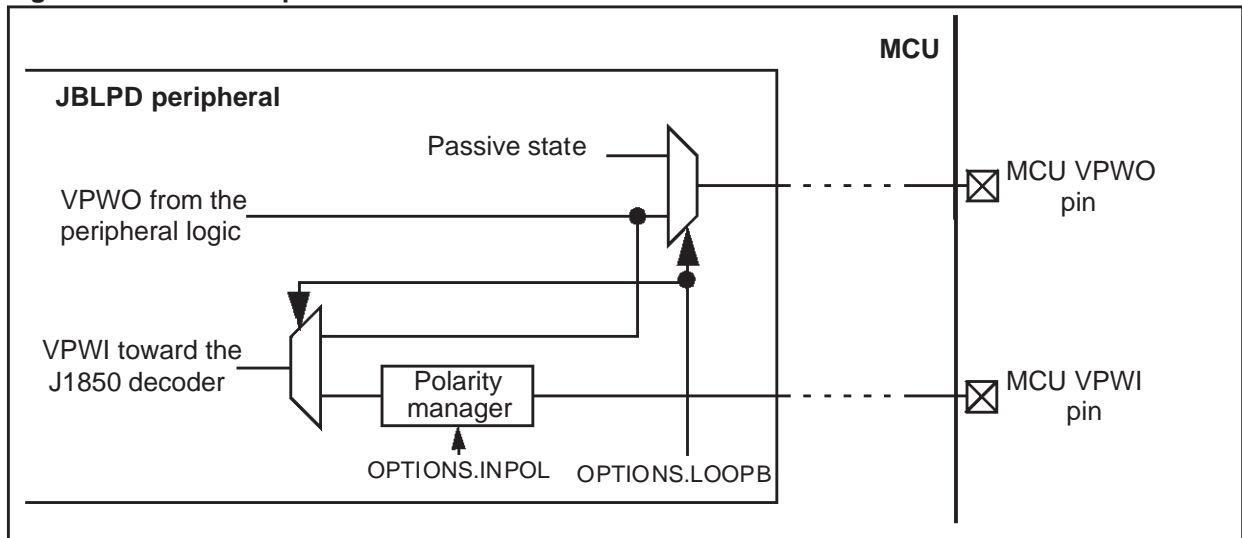 MCU
JBLPD peripheral
Passive state
VPWO from the
peripheral logic
MCU VPWO
pin
VPWI toward the
J1850 decoder
Polarity
manager
MCU VPWI
pin
OPTIONS.INPOL
OPTIONS.LOOPB